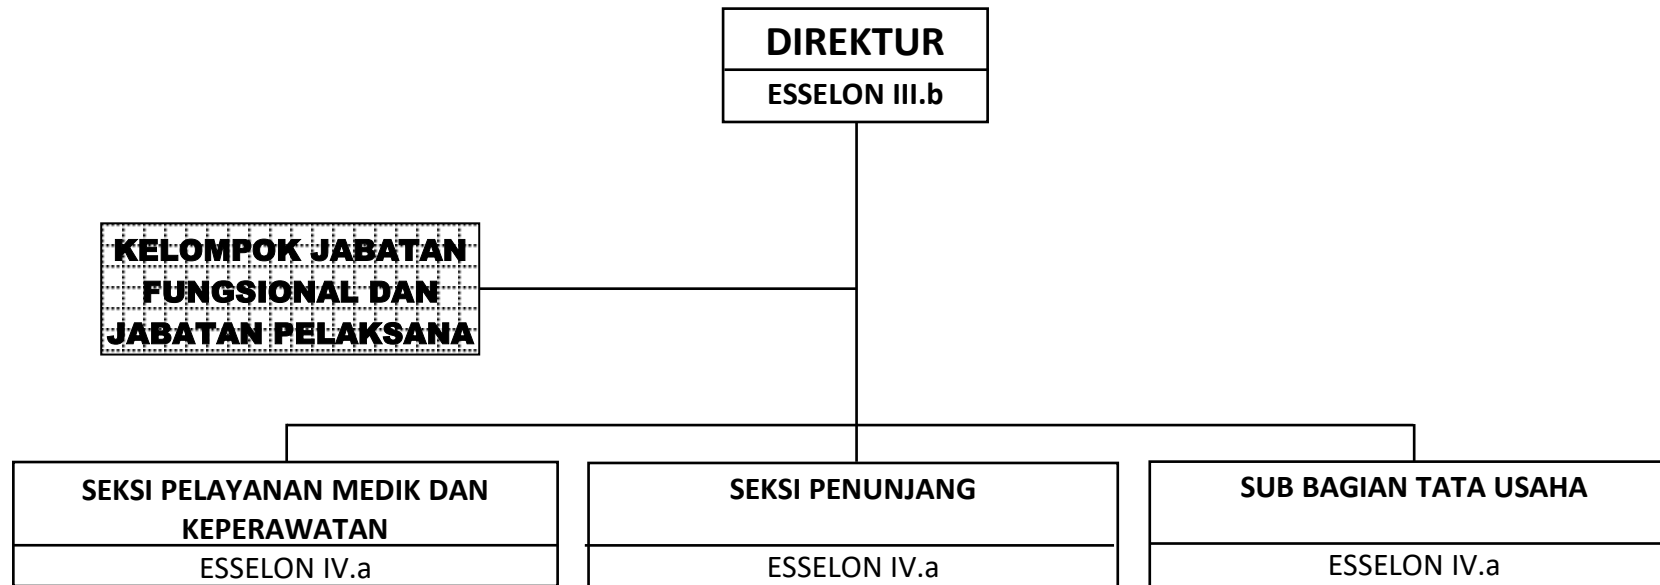 DIREKTUR
ESSELON III.b
KELOMPOK JABATAN
FUNGSIONAL DAN
JABATAN PELAKSANA
SEKSI PELAYANAN MEDIK DAN
KEPERAWATAN
ESSELON IV.a
SEKSI PENUNJANG
ESSELON IV.a
SUB BAGIAN TATA USAHA
ESSELON IV.a